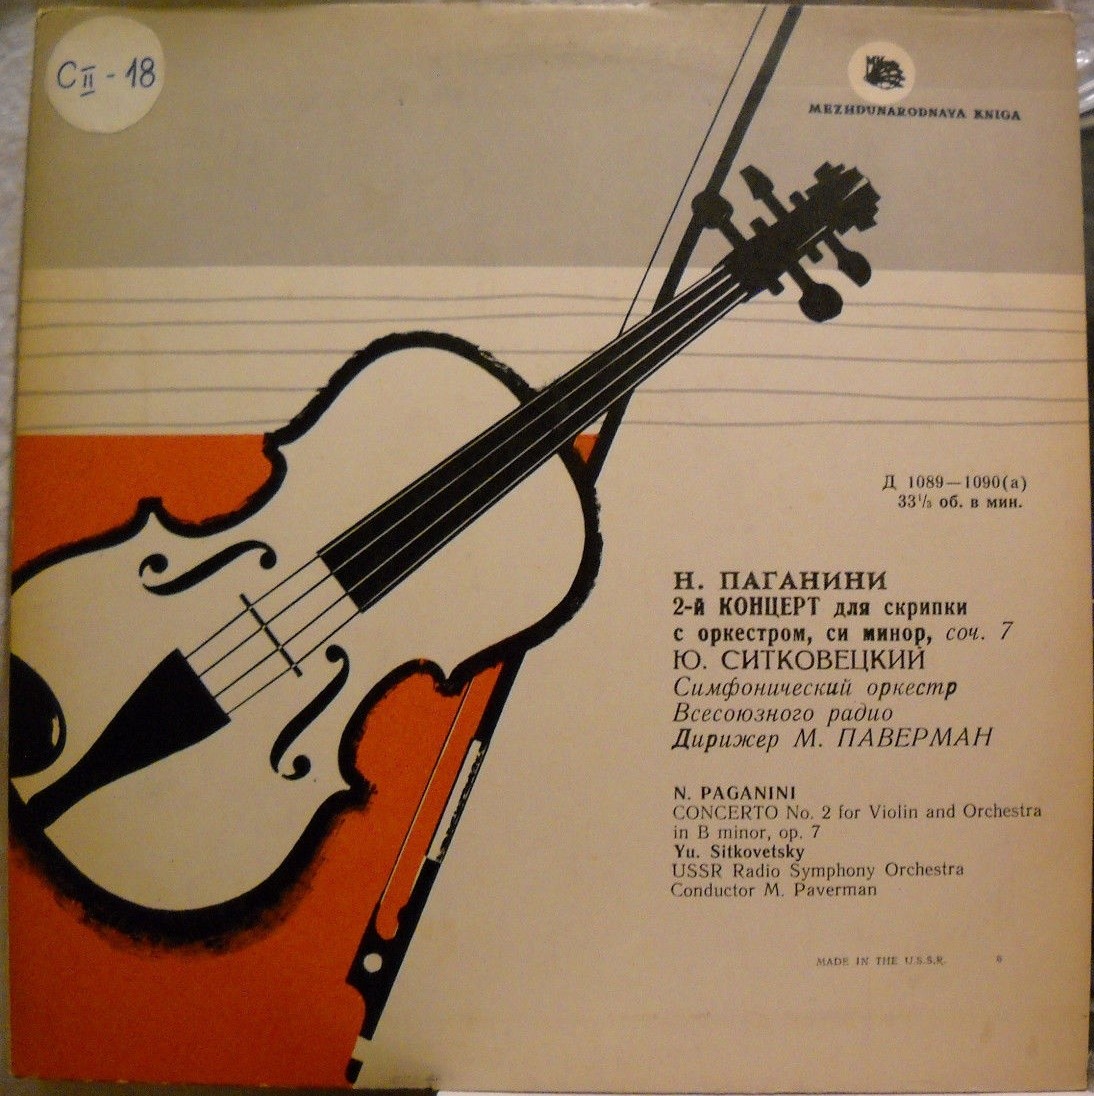 СII - 18
МК
MEZHDUNARODNAYA KNIGA
Д 1089—1090(а)
33⅓ об. в мин.
Н. ПАГАНИНИ
2-й КОНЦЕРТ для скрипки
с оркестром, си минор, соч. 7
Ю. СИТКОВЕЦКИЙ
Симфонический оркестр
Всесоюзного радио
Дирижер М. ПАВЕРМАН
N. PAGANINI
CONCERTO No. 2 for Violin and Orchestra
in B minor, op. 7
Yu. Sitkovetsky
USSR Radio Symphony Orchestra
Conductor M. Paverman
MADE IN THE U.S.S.R.